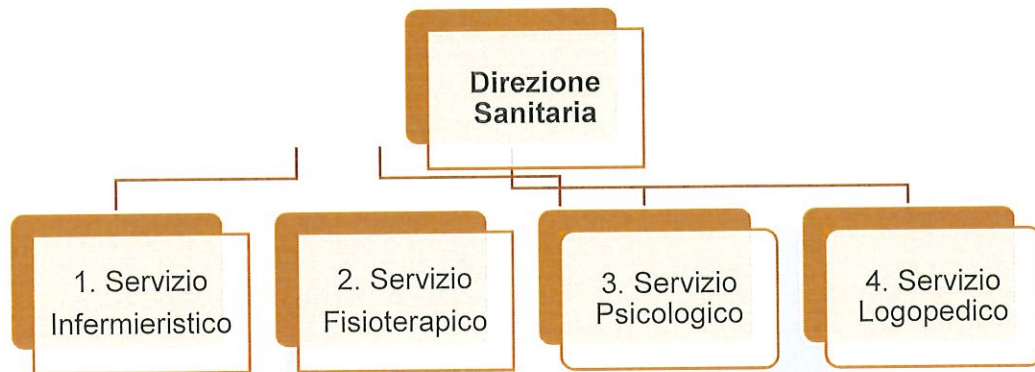 Direzione
Sanitaria
1. Servizio
Infermieristico
2. Servizio
Fisioterapico
3. Servizio
Psicologico
4. Servizio
Logopedico